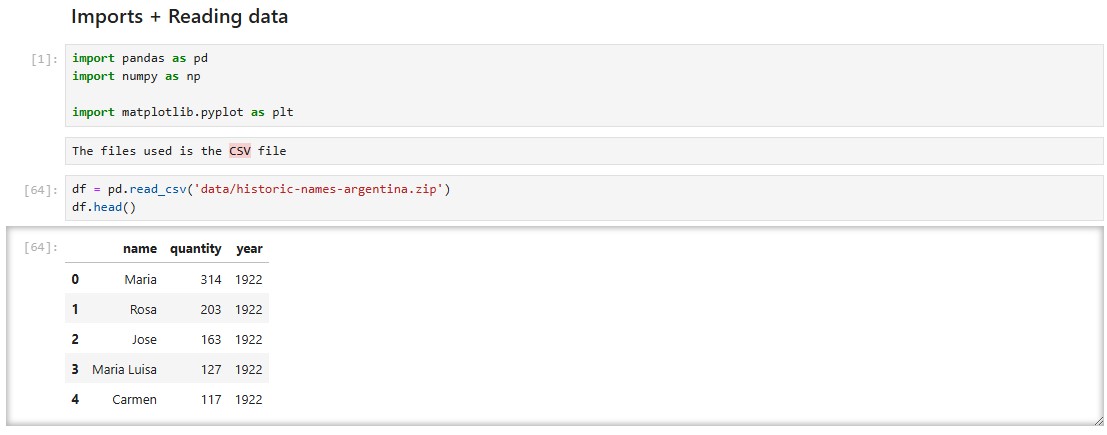 Imports + Reading data
[1]: import pandas as pd
import numpy as np
import matplotlib.pyplot as plt
The files used is the CSV file
[64]: df = pd.read_csv('data/historic-names-argentina.zip')
df.head()
[64]: name quantity year
0 Maria 314 1922
1 Rosa 203 1922
2 Jose 163 1922
3 Maria Luisa 127 1922
4 Carmen 117 1922